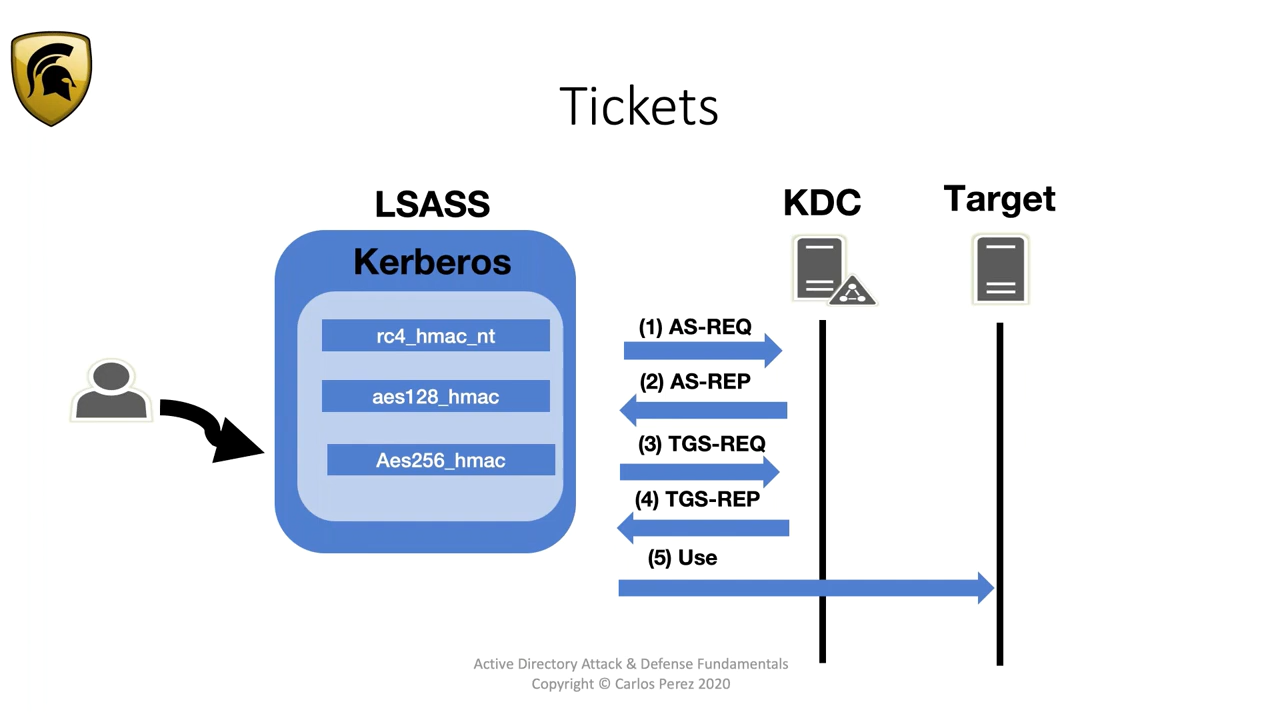 Tickets
LSASS
KDC
Target
Kerberos
rc4_hmac_nt
aes128_hmac
Aes256_hmac
(1) AS-REQ
(2) AS-REP
(3) TGS-REQ
(4) TGS-REP
(5) Use
Active Directory Attack & Defense Fundamentals
Copyright © Carlos Perez 2020